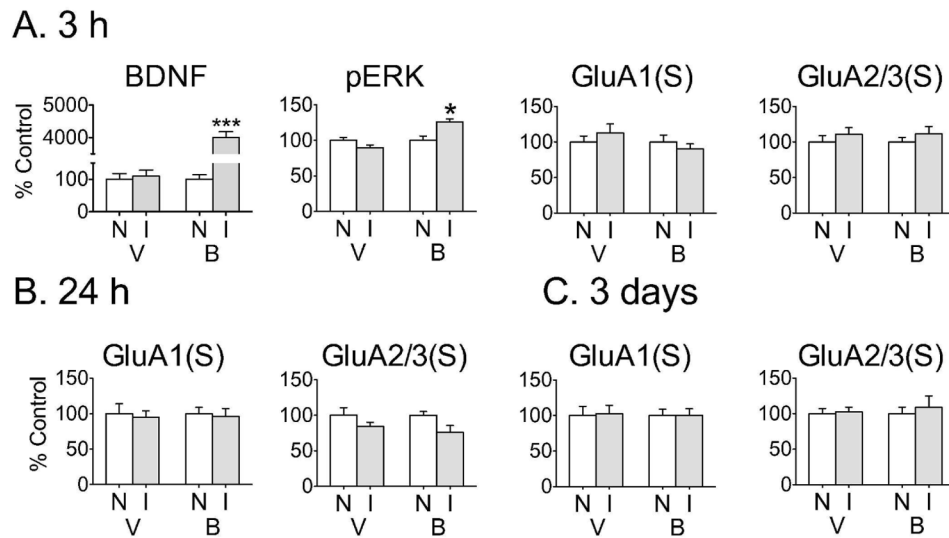 A. 3 h
BDNF
pERK
GluA1(S)
GluA2/3(S)
% Control
5000
4000
100
0
***
N I N I
V B
150
100
50
0
*
N I N I
V B
150
100
50
0
N I N I
V B
150
100
50
0
N I N I
V B
B. 24 h
C. 3 days
GluA1(S)
GluA2/3(S)
GluA1(S)
GluA2/3(S)
% Control
150
100
50
0
N I N I
V B
150
100
50
0
N I N I
V B
150
100
50
0
N I N I
V B
150
100
50
0
N I N I
V B